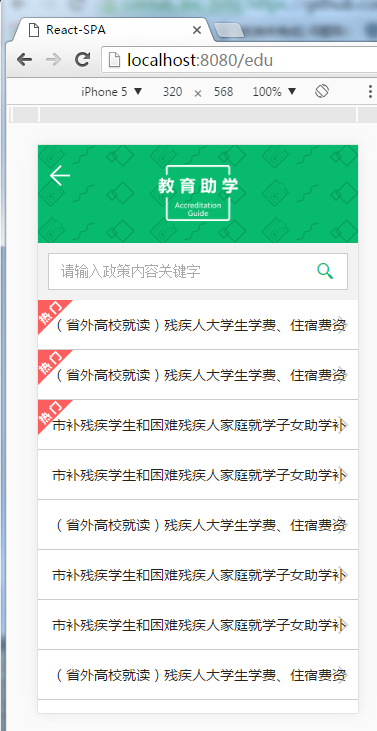 React-SPA
localhost:8080/edu
iPhone 5 ▼ 320 × 568 100% ▼
教育助学
Accreditation
Guide
请输入政策内容关键字
热门
（省外高校就读）残疾人大学生学费、住宿费资
热门
（省外高校就读）残疾人大学生学费、住宿费资
热门
市补残疾学生和困难残疾人家庭就学子女助学补
市补残疾学生和困难残疾人家庭就学子女助学补
（省外高校就读）残疾人大学生学费、住宿费资
市补残疾学生和困难残疾人家庭就学子女助学补
市补残疾学生和困难残疾人家庭就学子女助学补
（省外高校就读）残疾人大学生学费、住宿费资